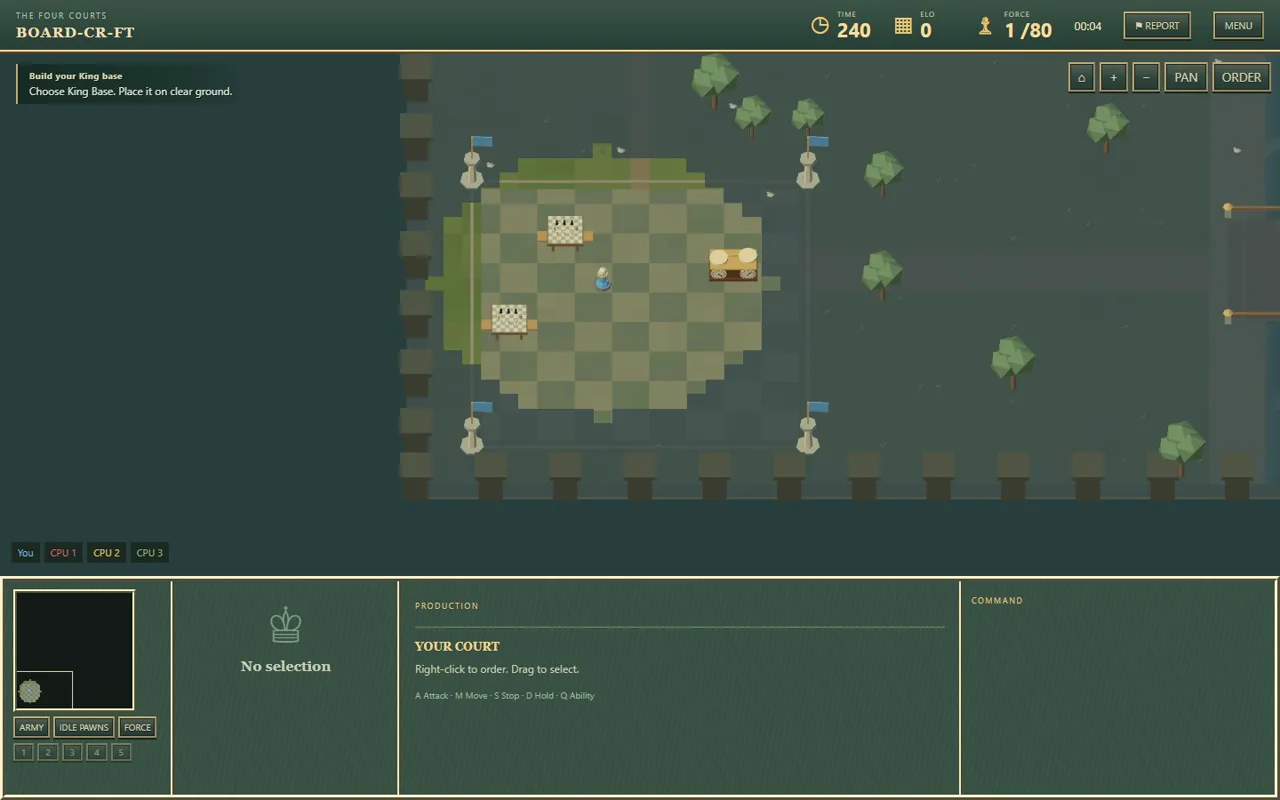 THE FOUR COURTS
BOARD-CR-FT
TIME
240
ELO
0
FORCE
1 /80
00:04
REPORT
MENU
Build your King base
Choose King Base. Place it on clear ground.
+
−
PAN
ORDER
You
CPU 1
CPU 2
CPU 3
ARMY
IDLE PAWNS
FORCE
1
2
3
4
5
No selection
PRODUCTION
YOUR COURT
Right-click to order. Drag to select.
A Attack · M Move · S Stop · D Hold · Q Ability
COMMAND